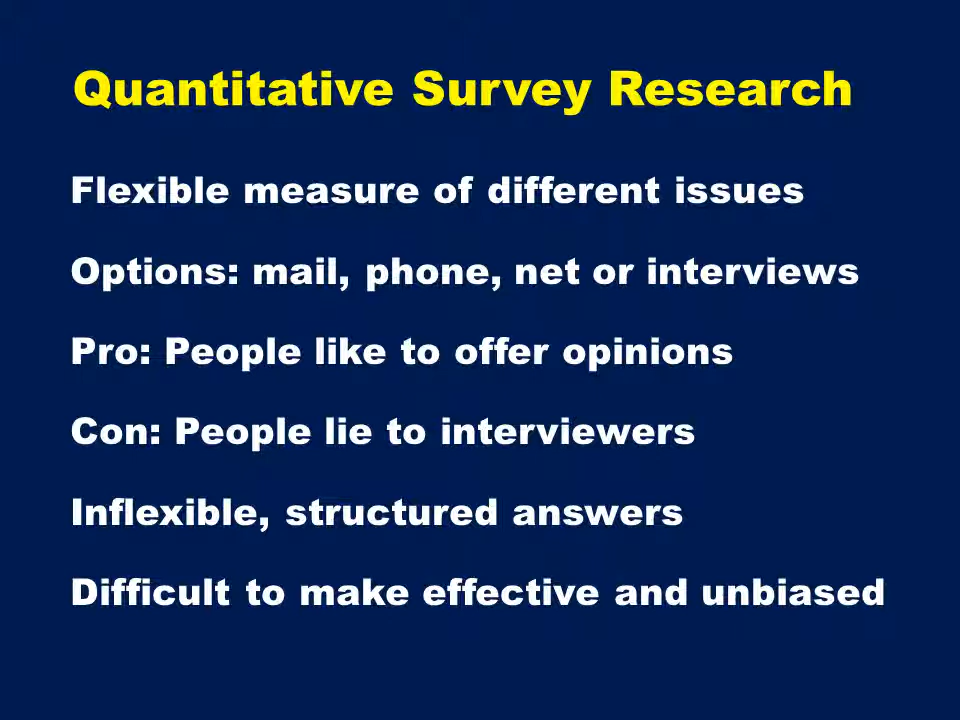 Quantitative Survey Research
Flexible measure of different issues
Options: mail, phone, net or interviews
Pro: People like to offer opinions
Con: People lie to interviewers
Inflexible, structured answers
Difficult to make effective and unbiased